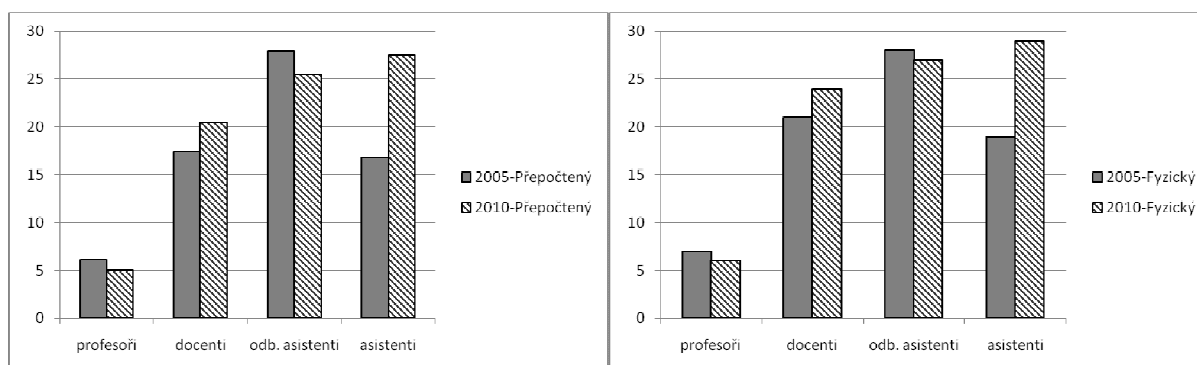 30
25
20
15
10
5
0
profesoři docenti odb. asistenti asistenti
2005-Přepočtený
2010-Přepočtený
30
25
20
15
10
5
0
profesoři docenti odb. asistenti asistenti
2005-Fyzický
2010-Fyzický